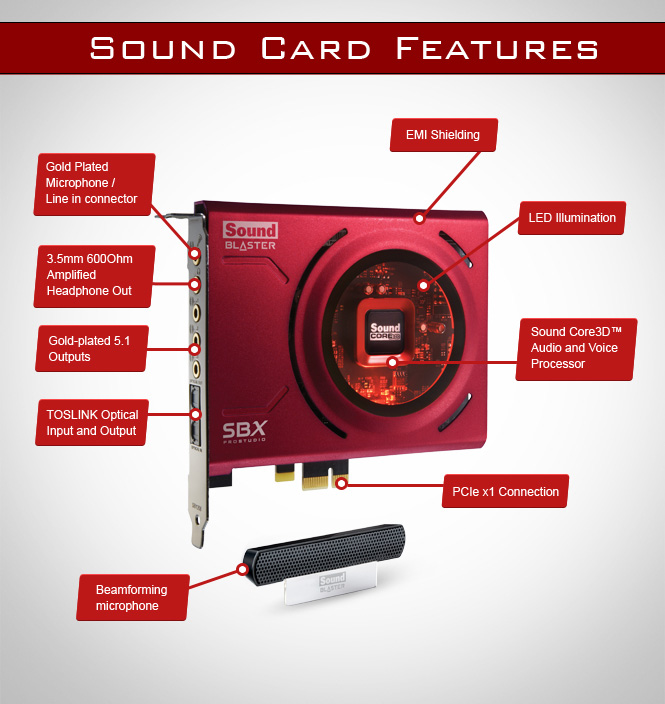 Sound Card Features
EMI Shielding
Gold Plated
Microphone /
Line in connector
LED Illumination
Sound
BLASTER
3.5mm 600Ohm
Amplified
Headphone Out
Sound
CORE3D
Gold-plated 5.1
Outputs
Sound Core3D™
Audio and Voice
Processor
TOSLINK Optical
Input and Output
SBX
PROSTUDIO
PCIe x1 Connection
Beamforming
microphone
Sound
BLASTER